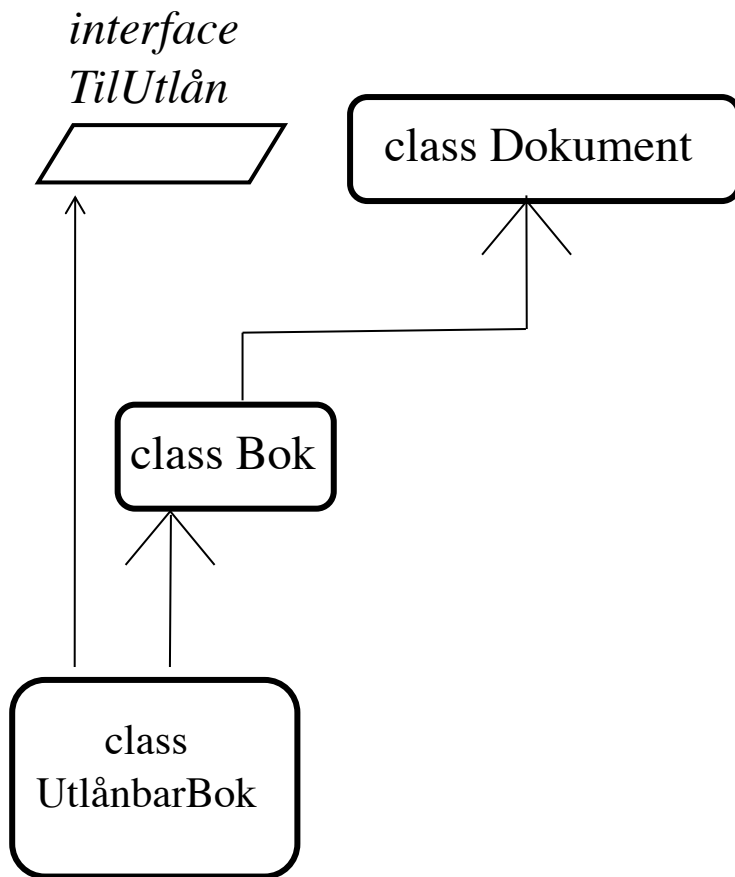 interface
TilUtlån
class Dokument
class Bok
class
UtlånbarBok